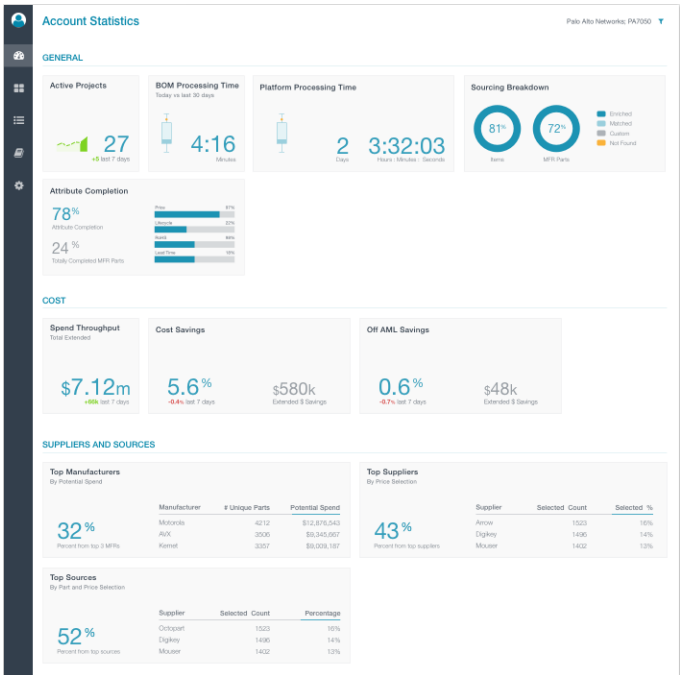 Account Statistics
Palo Alto Networks; PA7050
GENERAL
Active Projects
27
+5 last 7 days
BOM Processing Time
Today vs last 30 days
4:16
Minutes
Platform Processing Time
2
Days
3:32:03
Hours : Minutes : Seconds
Sourcing Breakdown
81%
Items
72%
MFR Parts
Enriched
Matched
Custom
Not Found
Attribute Completion
78%
Attribute Completion
24 %
Totally Completed MFR Parts
Price
Lifecycle
RoHS
Lead Time
COST
Spend Throughput
Total Extended
$7.12m
last 7 days
Cost Savings
5.6%
-0.4% last 7 days
$580k
Extended $ Savings
Off AML Savings
0.6%
-0.7% last 7 days
$48k
Extended $ Savings
SUPPLIERS AND SOURCES
Top Manufacturers
By Potential Spend
32%
Percent from top 3 MFRs
Manufacturer # Unique Parts Potential Spend
Motorola 4212 $12,876,543
AVX 3506 $9,345,667
Kemet 3357 $9,009,187
Top Suppliers
By Price Selection
43%
Percent from top suppliers
Supplier Selected Count Selected %
Arrow 1523 16%
Digikey 1496 14%
Mouser 1402 13%
Top Sources
By Part and Price Selection
52%
Percent from top sources
Supplier Selected Count Percentage
Octopart 1523 16%
Digikey 1496 14%
Mouser 1402 13%